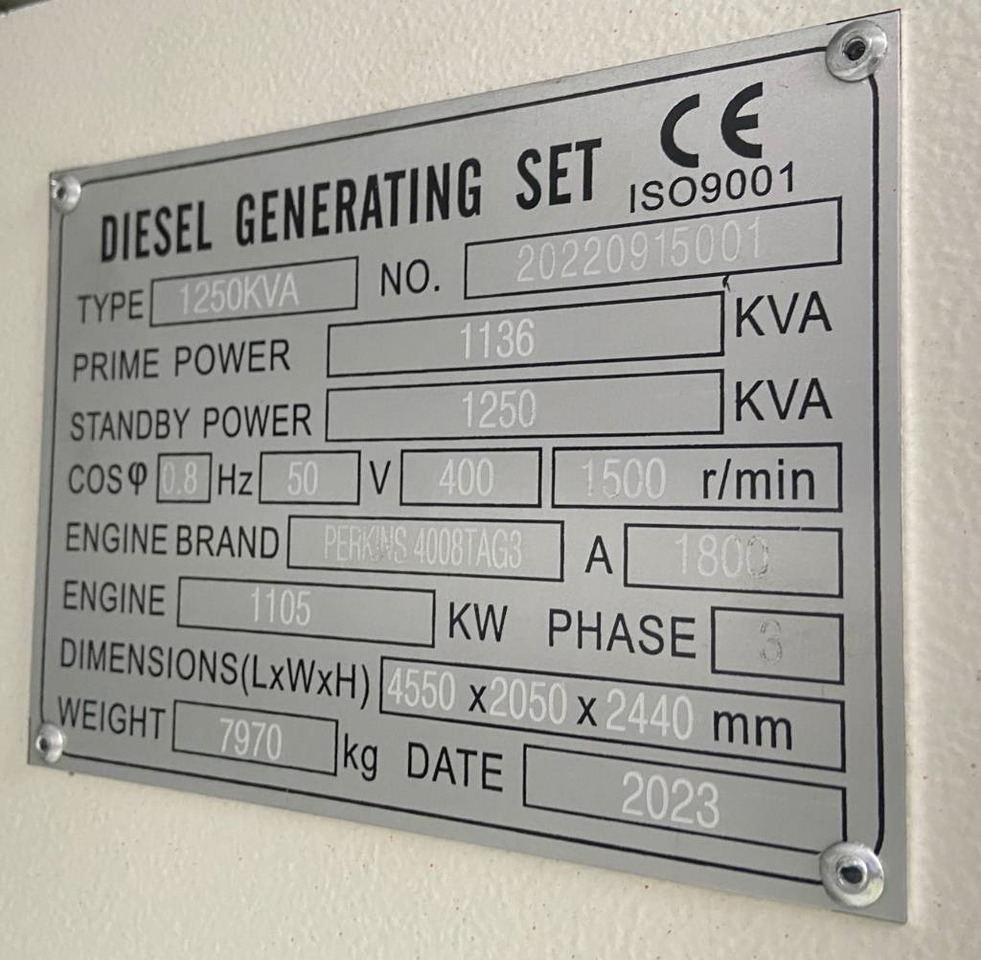 CE
DIESEL GENERATING SET ISO9001
TYPE 1250KVA NO. 20220915001
PRIME POWER 1136 KVA
STANDBY POWER 1250 KVA
COSφ 0.8 Hz 50 V 400 1500 r/min
ENGINE BRAND PERKINS 4008TAG3 A 1800
ENGINE 1105 KW PHASE 3
DIMENSIONS(LxWxH) 4550 x2050 x 2440 mm
WEIGHT 7970 kg DATE 2023